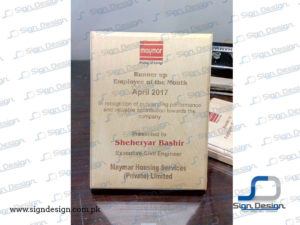 maymar
Runner up
Employee of the Month
April 2017
In recognition of outstanding performance
and valuable contribution towards the
company
Presented to
Sheheryar Bashir
Executive Civil Engineer
Maymar Housing Services
(Private) Limited
Sign Design
www.signdesign.com.pk